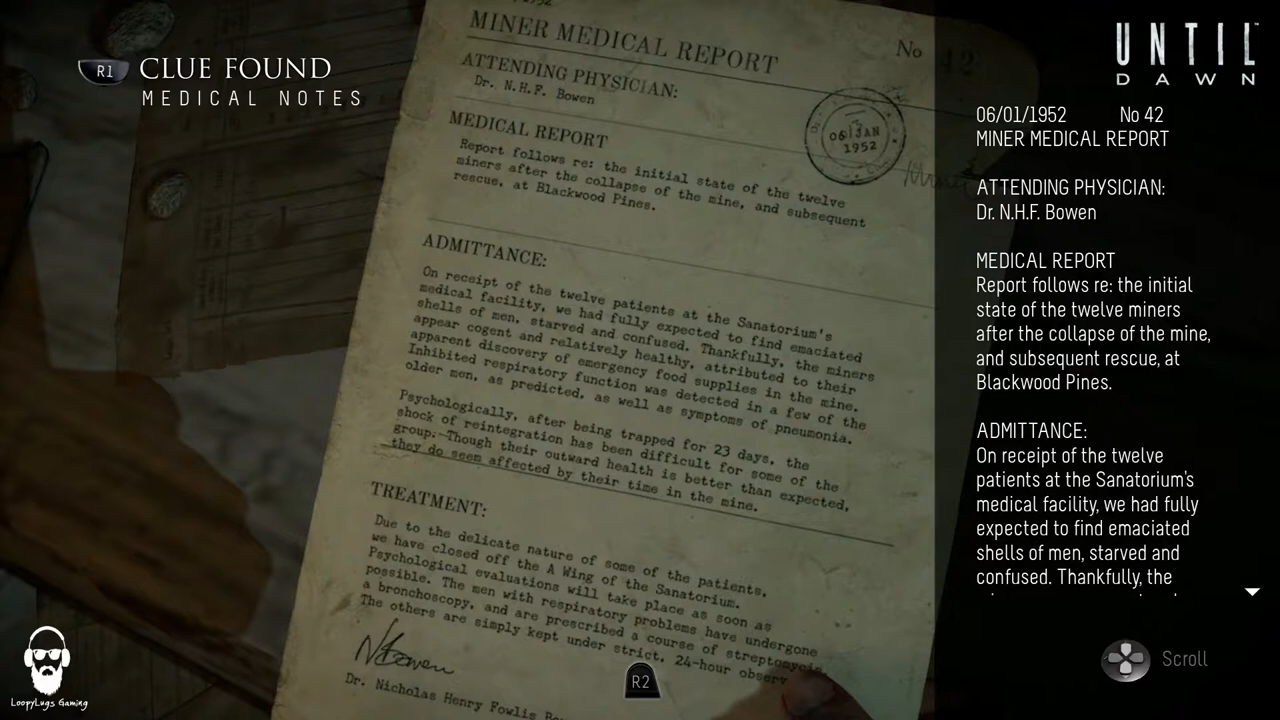 R1 CLUE FOUND
MEDICAL NOTES
1952
MINER MEDICAL REPORT
No 42
ATTENDING PHYSICIAN:
Dr. N.H.F. Bowen
06 JAN
1952
MEDICAL REPORT
Report follows re: the initial state of the twelve
miners after the collapse of the mine, and subsequent
rescue, at Blackwood Pines.
ADMITTANCE:
On receipt of the twelve patients at the Sanatorium's
medical facility, we had fully expected to find emaciated
shells of men, starved and confused. Thankfully, the miners
appear cogent and relatively healthy, attributed to their
apparent discovery of emergency food supplies in the mine.
Inhibited respiratory function was detected in a few of the
older men, as predicted, as well as symptoms of pneumonia.
Psychologically, after being trapped for 23 days, the
shock of reintegration has been difficult for some of the
group. Though their outward health is better than expected,
they do seem affected by their time in the mine.
TREATMENT:
Due to the delicate nature of some of the patients,
we have closed off the A Wing of the Sanatorium.
Psychological evaluations will take place as soon as
possible. The men with respiratory problems have undergone
a bronchoscopy, and are prescribed a course of streptomycin.
The others are simply kept under strict, 24-hour observ
NBowen
Dr. Nicholas Henry Fowlis Bo
R2
UNTIL
DAWN
06/01/1952 No 42
MINER MEDICAL REPORT
ATTENDING PHYSICIAN:
Dr. N.H.F. Bowen
MEDICAL REPORT
Report follows re: the initial
state of the twelve miners
after the collapse of the mine,
and subsequent rescue, at
Blackwood Pines.
ADMITTANCE:
On receipt of the twelve
patients at the Sanatorium's
medical facility, we had fully
expected to find emaciated
shells of men, starved and
confused. Thankfully, the
Scroll
LoopyLugs Gaming